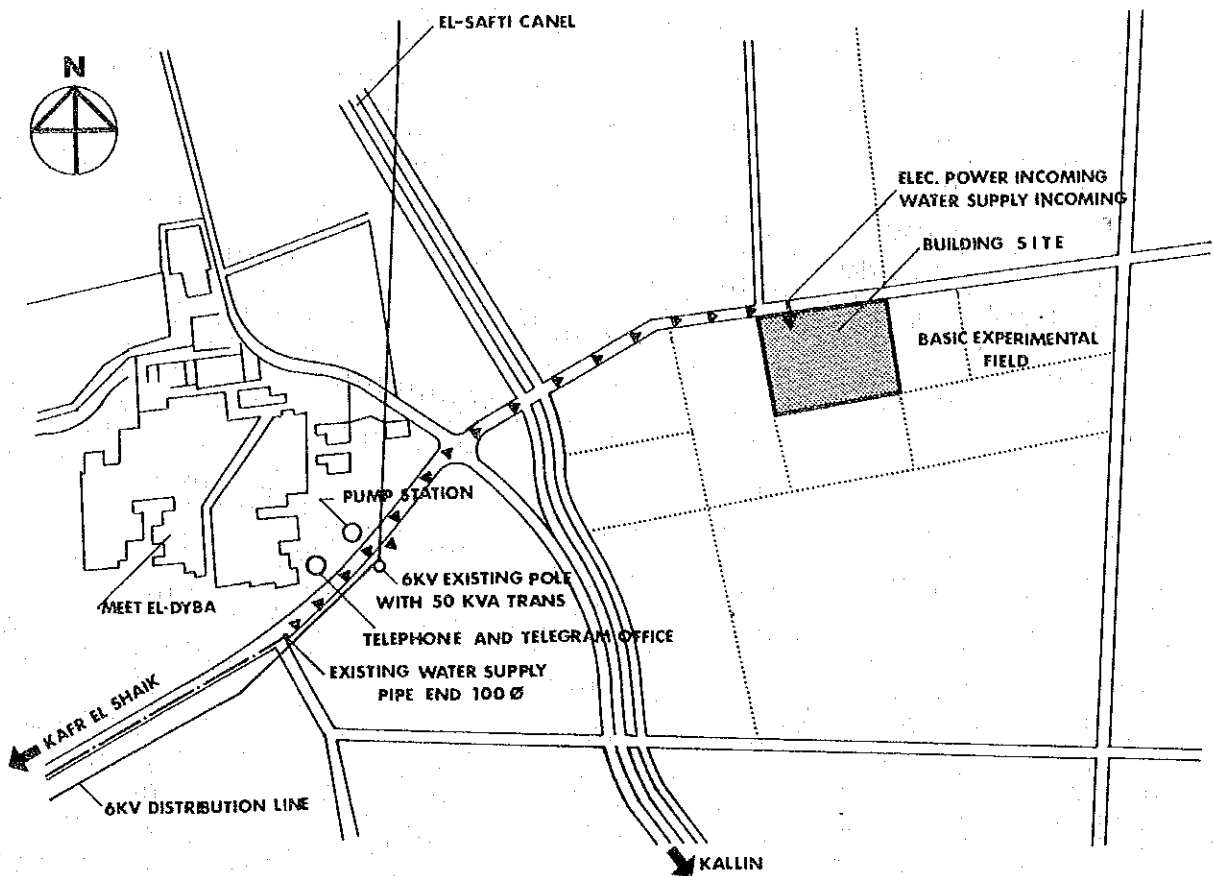 EL-SAFTI CANEL
N
ELEC. POWER INCOMING
WATER SUPPLY INCOMING
BUILDING SITE
BASIC EXPERIMENTAL
FIELD
PUMP STATION
MEET EL-DYBA
6KV EXISTING POLE
WITH 50 KVA TRANS
TELEPHONE AND TELEGRAM OFFICE
EXISTING WATER SUPPLY
PIPE END 100 Ø
KAFR EL SHAIK
6KV DISTRIBUTION LINE
KALLIN